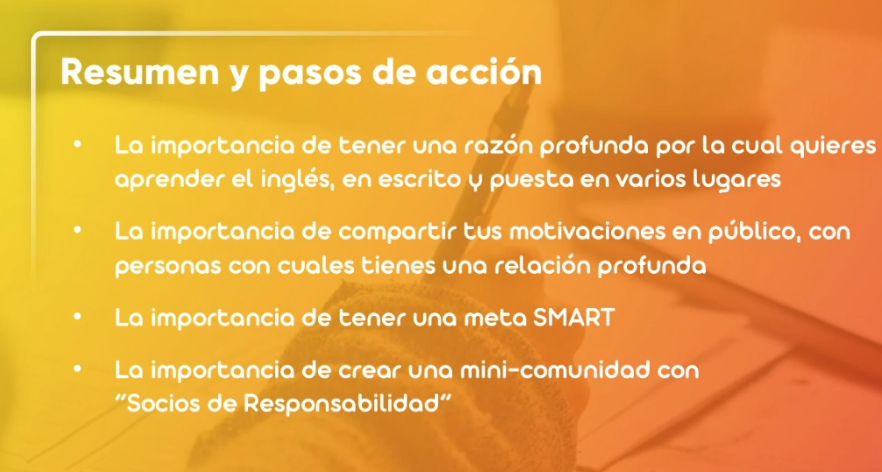 Resumen y pasos de acción
• La importancia de tener una razón profunda por la cual quieres
aprender el inglés, en escrito y puesta en varios lugares
• La importancia de compartir tus motivaciones en público, con
personas con cuales tienes una relación profunda
• La importancia de tener una meta SMART
• La importancia de crear una mini-comunidad con
“Socios de Responsabilidad”